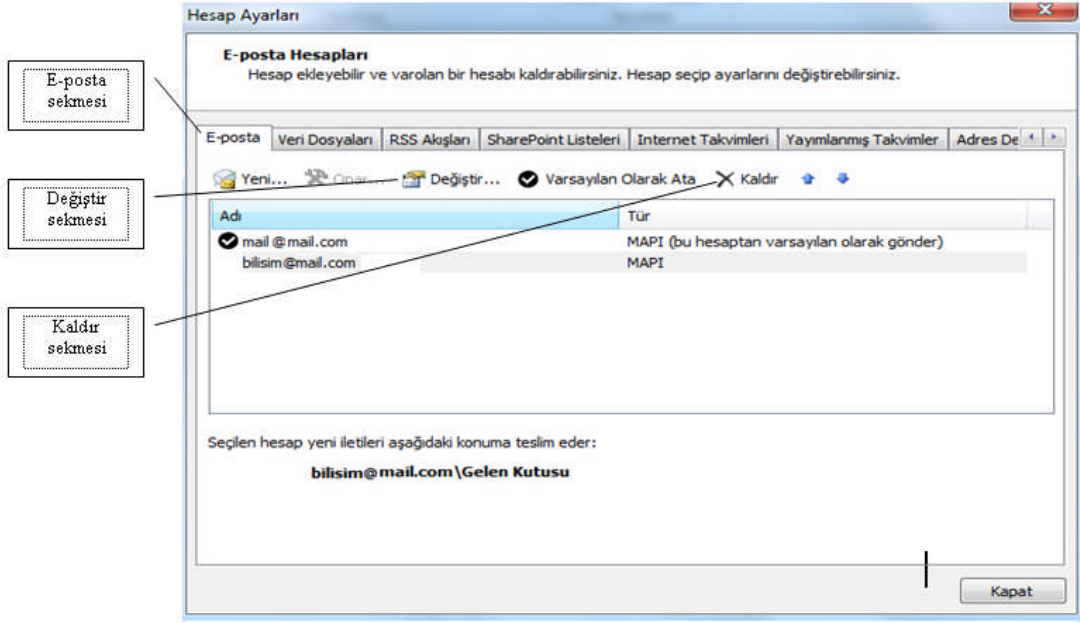 Hesap Ayarları
E-posta Hesapları
Hesap ekleyebilir ve varolan bir hesabı kaldırabilirsiniz. Hesap seçip ayarlarını değiştirebilirsiniz.
E-posta sekmesi
E-posta Veri Dosyaları RSS Akışları SharePoint Listeleri Internet Takvimleri Yayımlanmış Takvimler Adres De
Yeni... Onar... Değiştir... Varsayılan Olarak Ata Kaldır
Değiştir sekmesi
Adı Tür
mail @mail.com MAPI (bu hesaptan varsayılan olarak gönder)
bilisim@mail.com MAPI
Kaldır sekmesi
Seçilen hesap yeni iletileri aşağıdaki konuma teslim eder:
bilisim@mail.com\Gelen Kutusu
Kapat